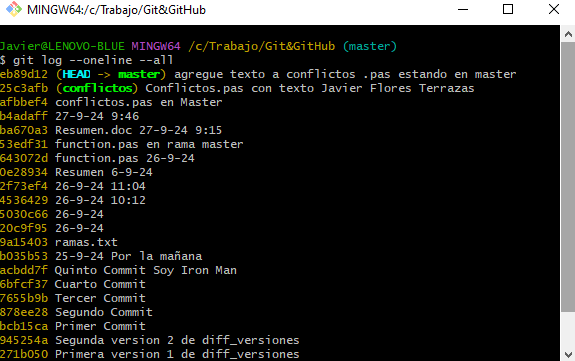 MINGW64:/c/Trabajo/Git&GitHub
Javier@LENOVO-BLUE MINGW64 /c/Trabajo/Git&GitHub (master)
$ git log --oneline --all
eb89d12 (HEAD -> master) agregue texto a conflictos .pas estando en master
25c3afb (conflictos) Conflictos.pas con texto Javier Flores Terrazas
afbbef4 conflictos.pas en Master
b4adaff 27-9-24 9:46
ba670a3 Resumen.doc 27-9-24 9:15
53edf31 function.pas en rama master
643072d function.pas 26-9-24
0e28934 Resumen 6-9-24
2f73ef4 26-9-24 11:04
4536429 26-9-24 10:12
5030c66 26-9-24
20c9f95 26-9-24
9a15403 ramas.txt
b035b53 25-9-24 Por la mañana
acbdd7f Quinto Commit Soy Iron Man
6bfcf37 Cuarto Commit
7655b9b Tercer Commit
878ee28 Segundo Commit
bcb15ca Primer Commit
945254a Segunda version 2 de diff_versiones
271b050 Primera version 1 de diff_versiones